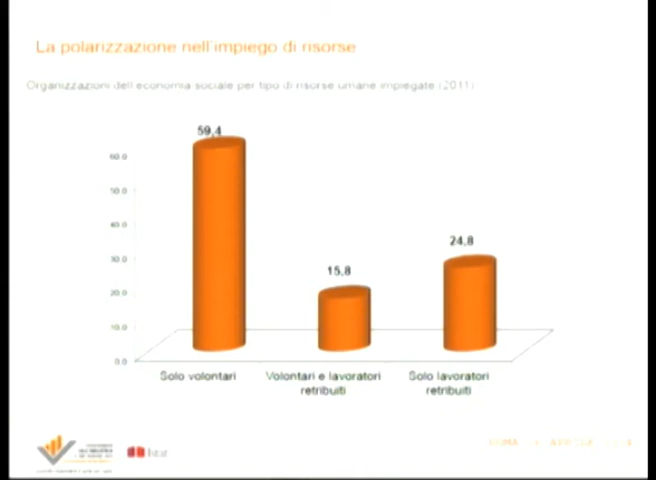 La polarizzazione nell'impiego di risorse
Organizzazioni dell'economia sociale per tipo di risorse umane impiegate (2011)
59,4
60.0
50.0
40.0
30.0
20.0
10.0
0.0
15,8
24,8
Solo volontari
Volontari e lavoratori
retribuiti
Solo lavoratori
retribuiti
Istat
ROMA APRILE